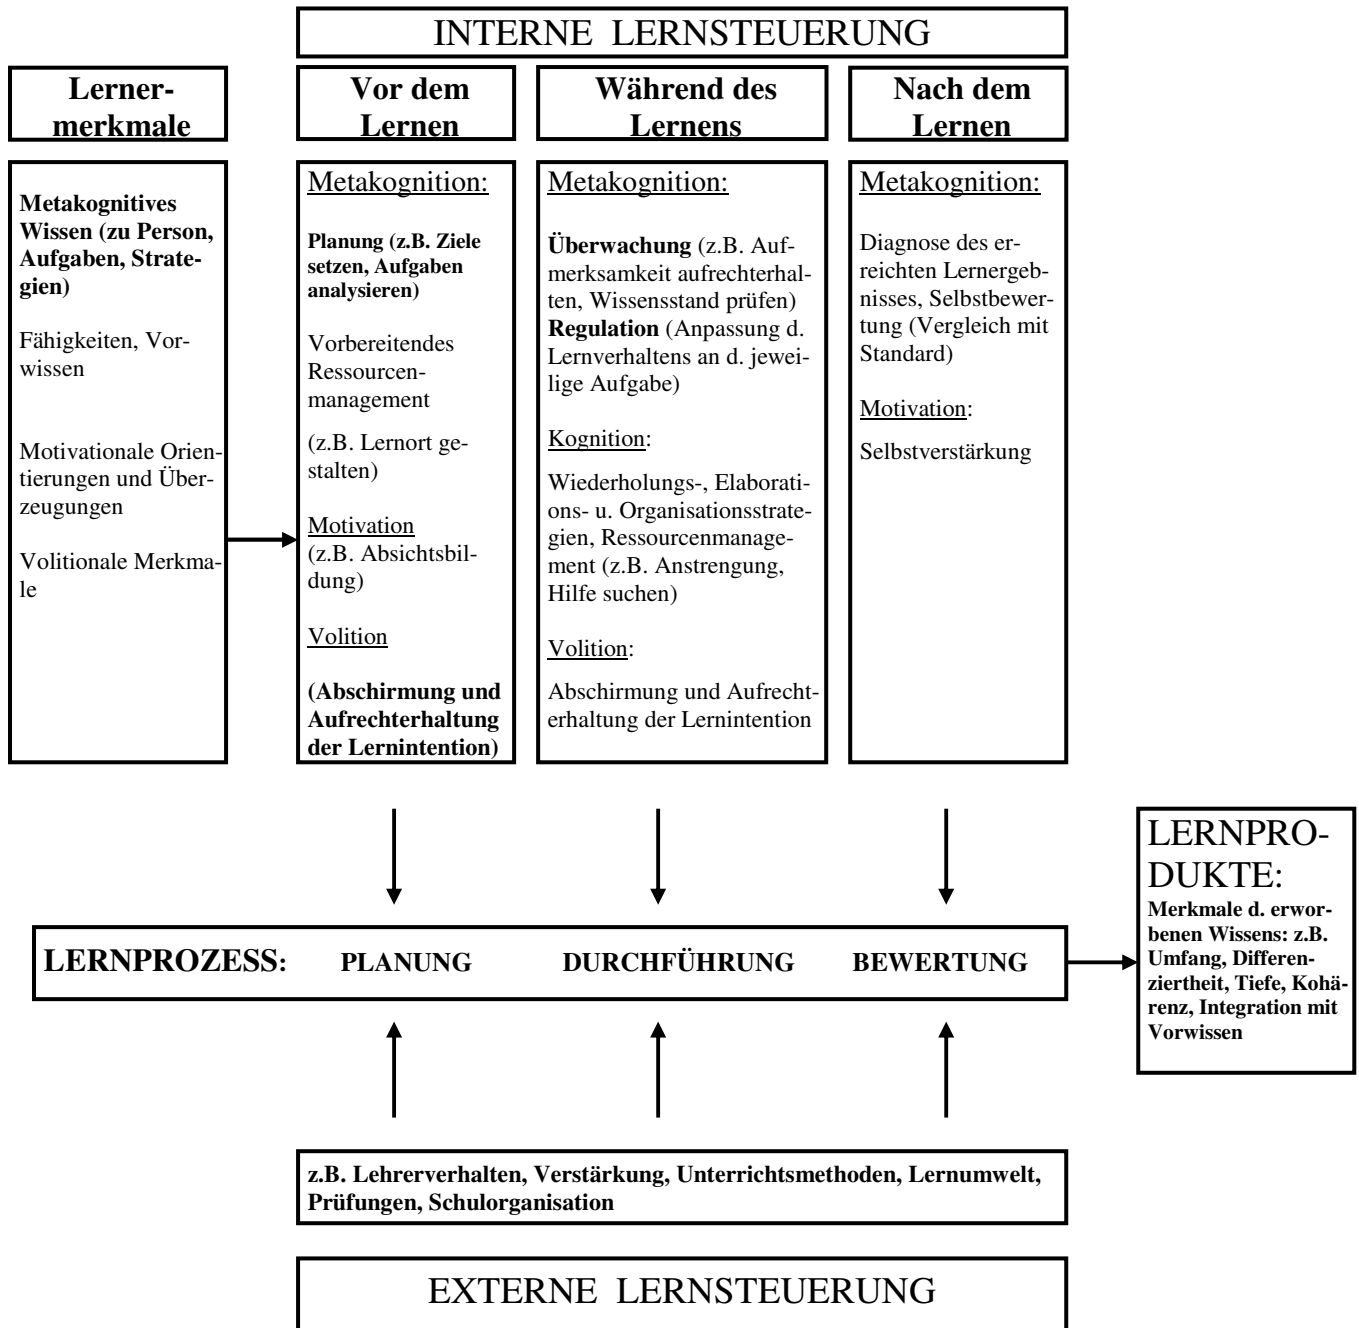 INTERNE LERNSTEUERUNG
Lerner-
merkmale
Vor dem
Lernen
Während des
Lernens
Nach dem
Lernen
Metakognitives
Wissen (zu Person,
Aufgaben, Strate-
gien)
Fähigkeiten, Vor-
wissen
Motivationale Orien-
tierungen und Über-
zeugungen
Volitionale Merkma-
le
Metakognition:
Planung (z.B. Ziele
setzen, Aufgaben
analysieren)
Vorbereitendes
Ressourcen-
management
(z.B. Lernort ge-
stalten)
Motivation
(z.B. Absichtsbil-
dung)
Volition
(Abschirmung und
Aufrechterhaltung
der Lernintention)
Metakognition:
Überwachung (z.B. Auf-
merksamkeit aufrechterhal-
ten, Wissensstand prüfen)
Regulation (Anpassung d.
Lernverhaltens an d. jewei-
lige Aufgabe)
Kognition:
Wiederholungs-, Elaborati-
ons- u. Organisationsstrate-
gien, Ressourcenmanage-
ment (z.B. Anstrengung,
Hilfe suchen)
Volition:
Abschirmung und Aufrecht-
erhaltung der Lernintention
Metakognition:
Diagnose des er-
reichten Lernergeb-
nisses, Selbstbewer-
tung (Vergleich mit
Standard)
Motivation:
Selbstverstärkung
LERNPROZESS: PLANUNG DURCHFÜHRUNG BEWERTUNG
LERNPRO-
DUKTE:
Merkmale d. erwor-
benen Wissens: z.B.
Umfang, Differen-
ziertheit, Tiefe, Kohä-
renz, Integration mit
Vorwissen
z.B. Lehrerverhalten, Verstärkung, Unterrichtsmethoden, Lernumwelt,
Prüfungen, Schulorganisation
EXTERNE LERNSTEUERUNG